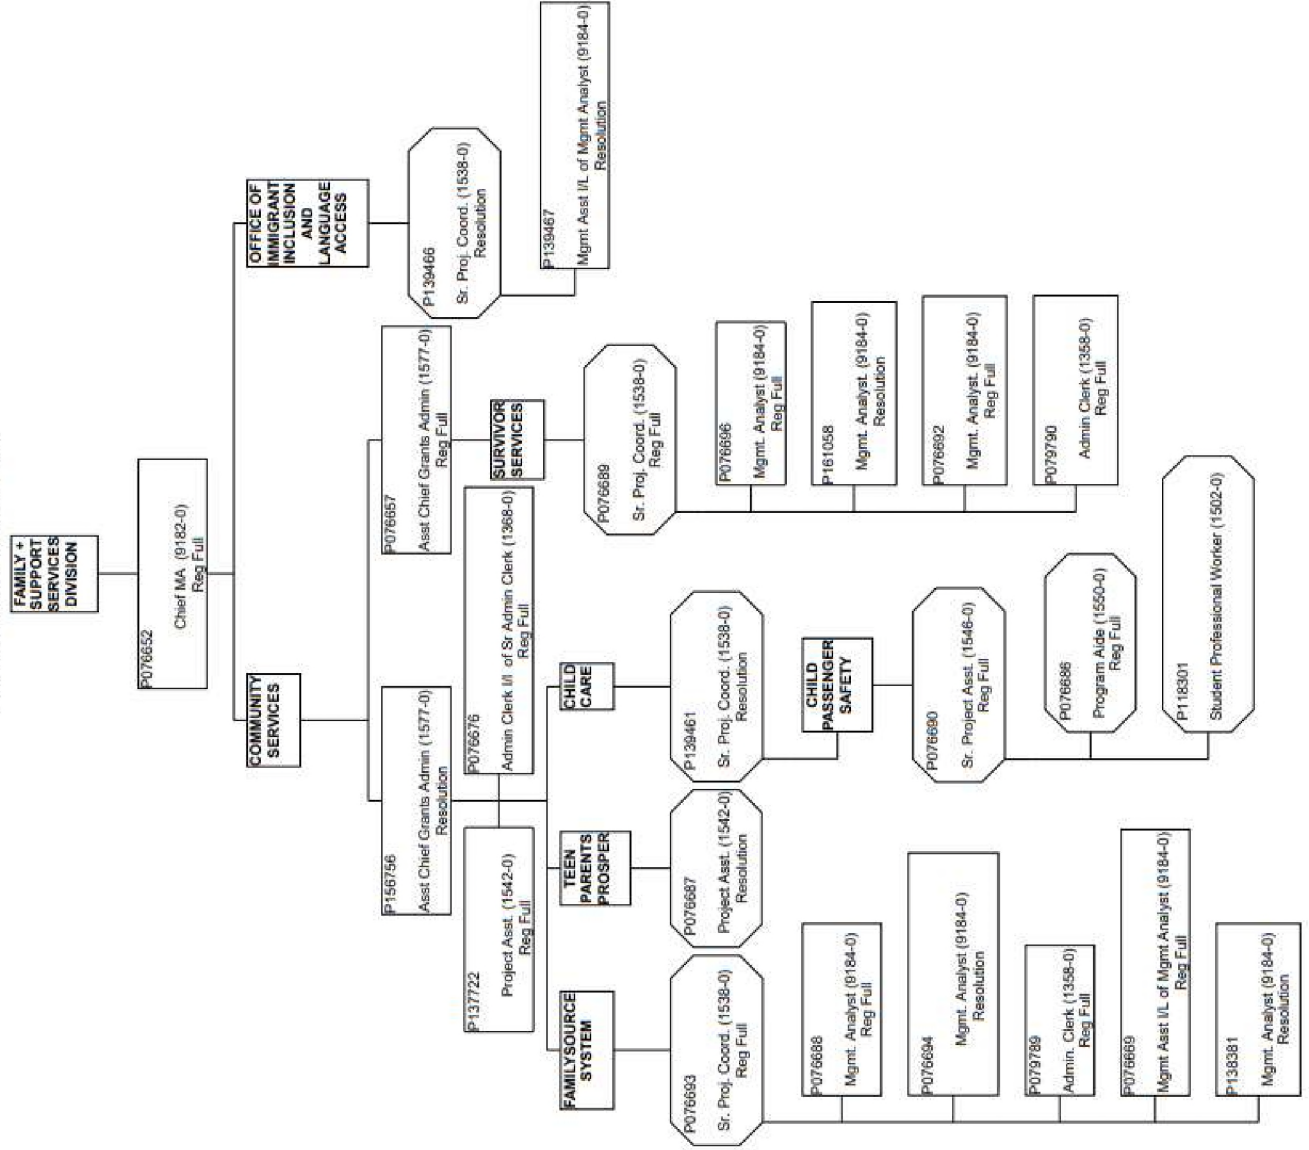 FAMILY +
SUPPORT
SERVICES
DIVISION
P076652
Chief MA (9182-0)
Reg Full
COMMUNITY
SERVICES
OFFICE OF
IMMIGRANT
INCLUSION
AND
LANGUAGE
ACCESS
P156756
Asst Chief Grants Admin (1577-0)
Resolution
P076657
Asst Chief Grants Admin (1577-0)
Reg Full
P139466
Sr. Proj. Coord. (1538-0)
Resolution
P139467
Mgmt Asst I/L of Mgmt Analyst (9184-0)
Resolution
P137722
Project Asst. (1542-0)
Reg Full
P076676
Admin Clerk I/l of Sr Admin Clerk (1368-0)
Reg Full
SURVIVOR
SERVICES
P076689
Sr. Proj. Coord. (1538-0)
Reg Full
P076696
Mgmt. Analyst (9184-0)
Reg Full
P161058
Mgmt. Analyst. (9184-0)
Resolution
P076692
Mgmt. Analyst. (9184-0)
Reg Full
P079790
Admin Clerk (1358-0)
Reg Full
FAMILYSOURCE
SYSTEM
P076693
Sr. Proj. Coord. (1538-0)
Reg Full
P076688
Mgmt. Analyst (9184-0)
Reg Full
P076694
Mgmt. Analyst (9184-0)
Resolution
P079789
Admin. Clerk (1358-0)
Reg Full
P076669
Mgmt Asst I/L of Mgmt Analyst (9184-0)
Reg Full
P138381
Mgmt. Analyst (9184-0)
Resolution
TEEN
PARENTS
PROSPER
P076687
Project Asst. (1542-0)
Resolution
CHILD
CARE
P139461
Sr. Proj. Coord. (1538-0)
Resolution
CHILD
PASSENGER
SAFETY
P076690
Sr. Project Asst. (1546-0)
Reg Full
P076686
Program Aide (1550-0)
Reg Full
P118301
Student Professional Worker (1502-0)